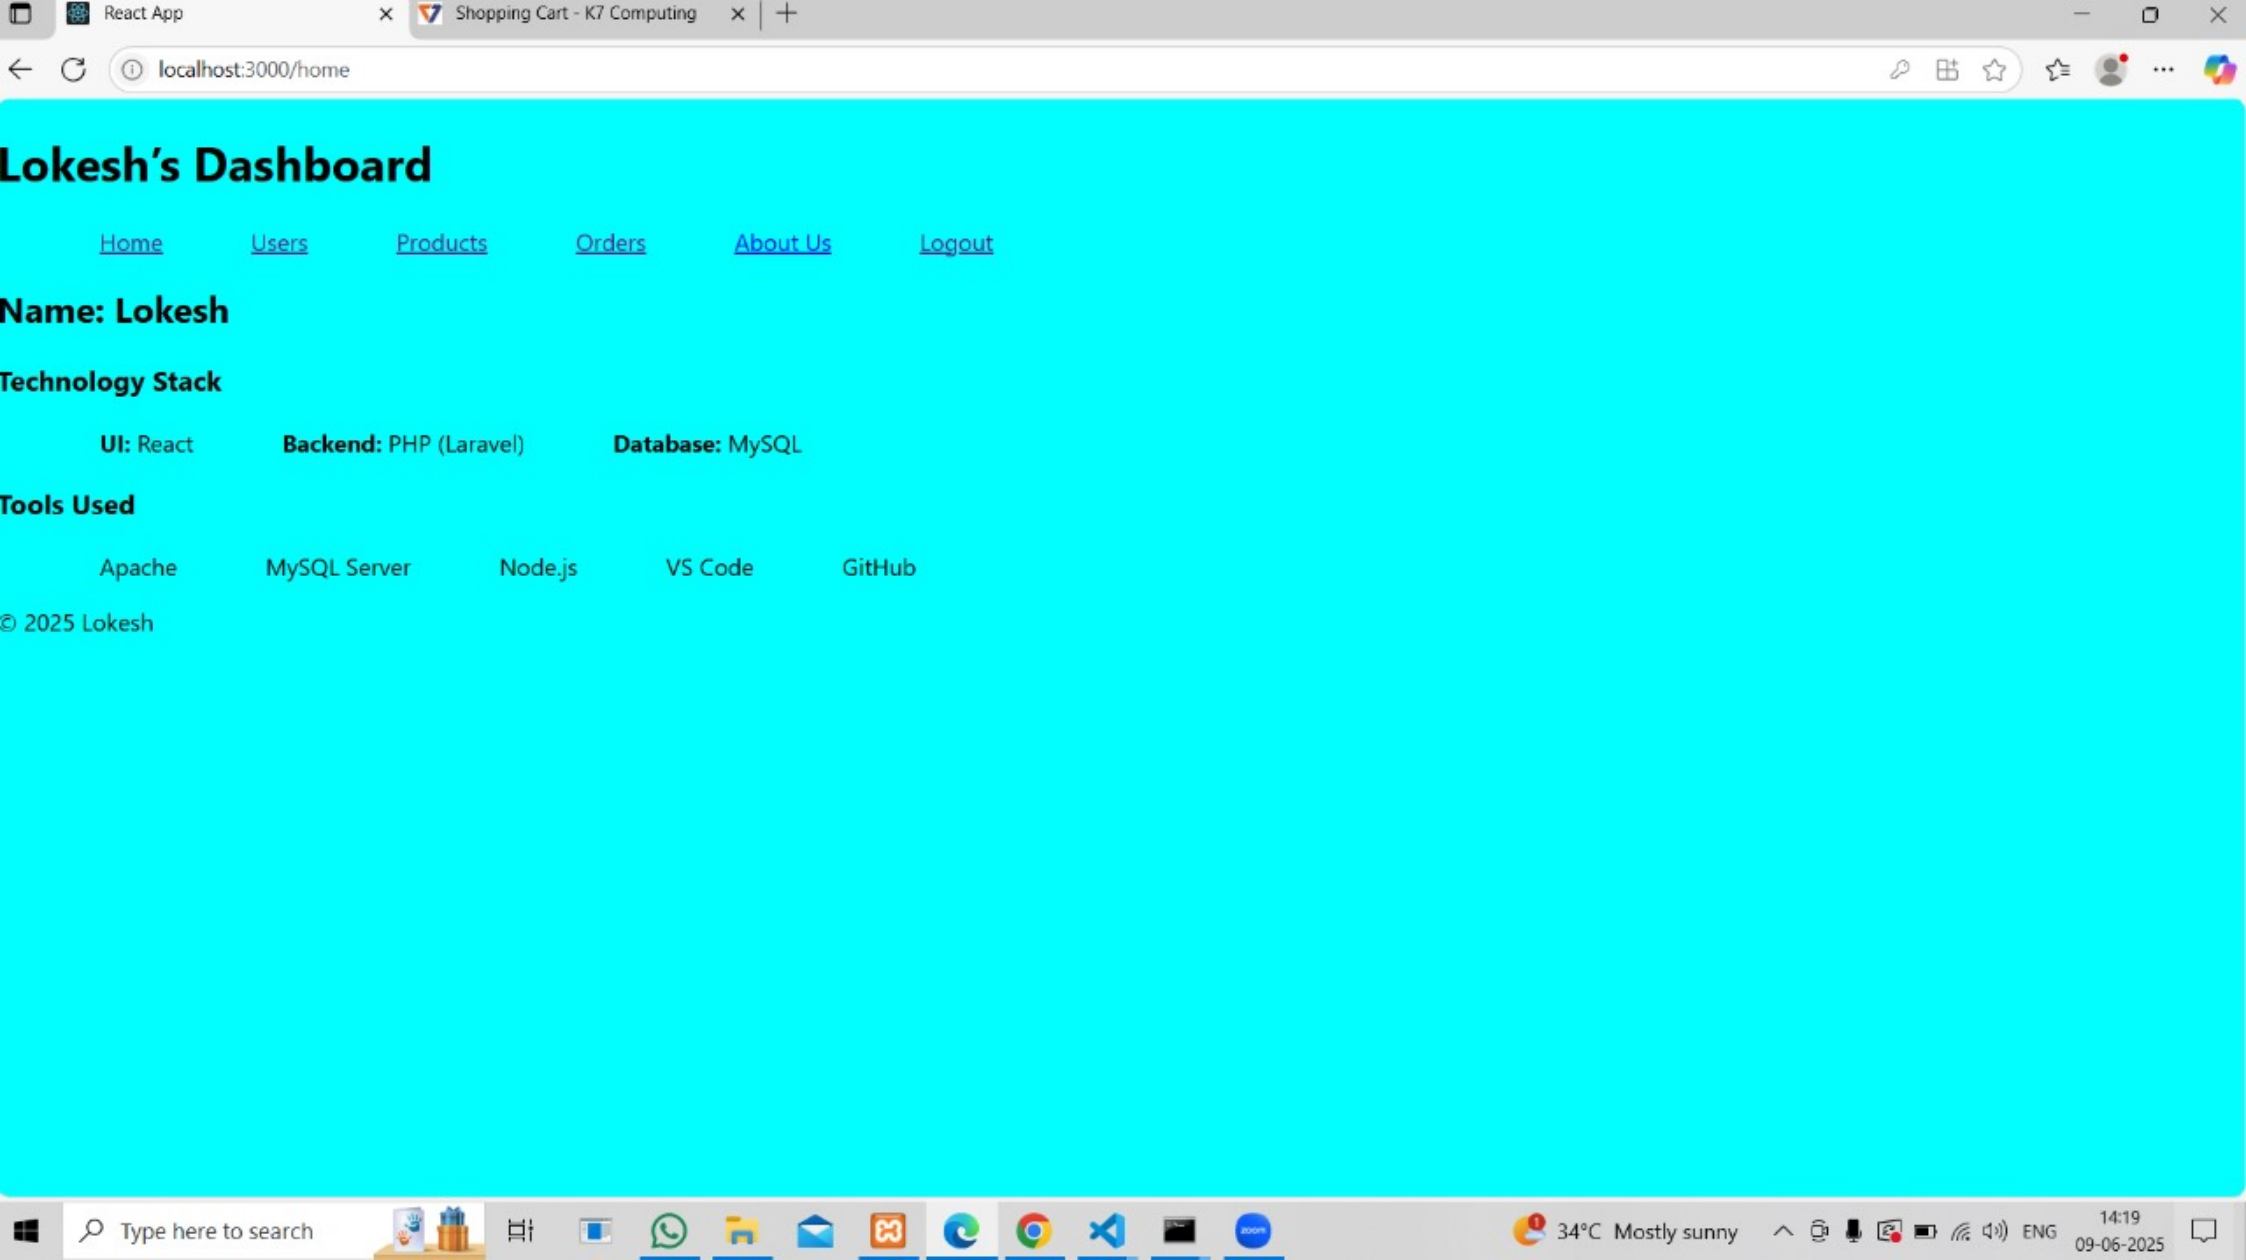 React App
Shopping Cart - K7 Computing
localhost:3000/home
Lokesh’s Dashboard
Home Users Products Orders About Us Logout
Name: Lokesh
Technology Stack
UI: React Backend: PHP (Laravel) Database: MySQL
Tools Used
Apache MySQL Server Node.js VS Code GitHub
© 2025 Lokesh
Type here to search
zoom
1
34°C Mostly sunny
ENG
14:19
09-06-2025